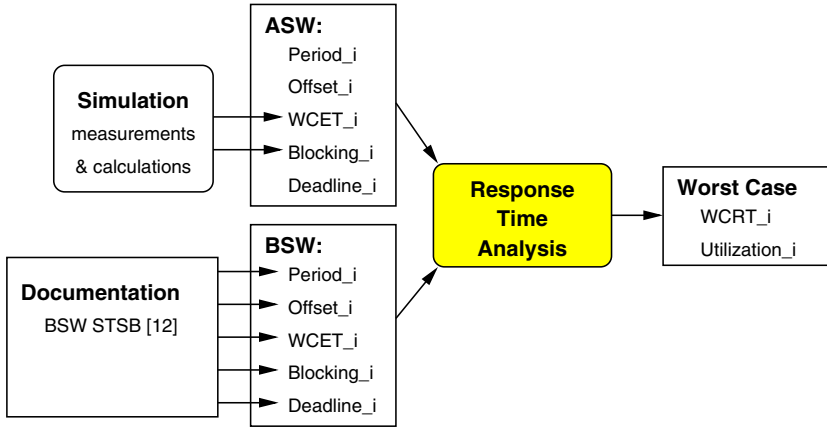 Simulation
measurements
& calculations
ASW:
Period_i
Offset_i
WCET_i
Blocking_i
Deadline_i
Documentation
BSW STSB [12]
BSW:
Period_i
Offset_i
WCET_i
Blocking_i
Deadline_i
Response
Time
Analysis
Worst Case
WCRT_i
Utilization_i